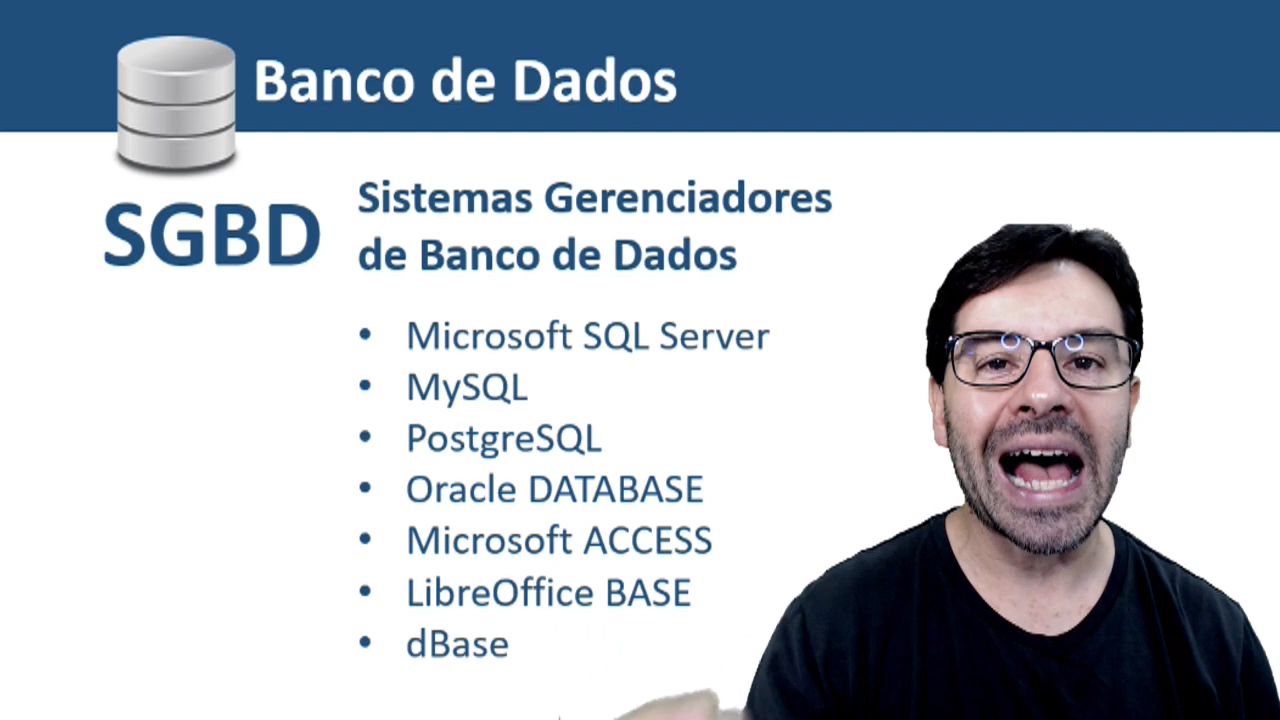 Banco de Dados
SGBD
Sistemas Gerenciadores
de Banco de Dados
• Microsoft SQL Server
• MySQL
• PostgreSQL
• Oracle DATABASE
• Microsoft ACCESS
• LibreOffice BASE
• dBase